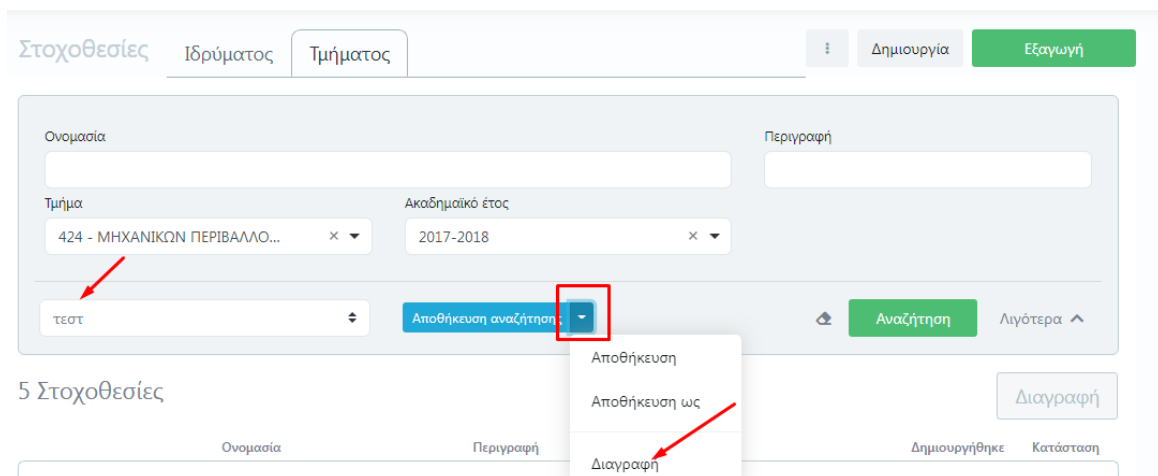 Στοχοθεσίες Ιδρύματος Τμήματος Δημιουργία Εξαγωγή
Ονομασία Περιγραφή
Τμήμα Ακαδημαϊκό έτος
424 - ΜΗΧΑΝΙΚΩΝ ΠΕΡΙΒΑΛΛΟ... 2017-2018
τεστ Αποθήκευση αναζήτησης Αναζήτηση Λιγότερα
Αποθήκευση
5 Στοχοθεσίες Αποθήκευση ως Διαγραφή
Ονομασία Περιγραφή Δημιουργήθηκε Κατάσταση
Διαγραφή